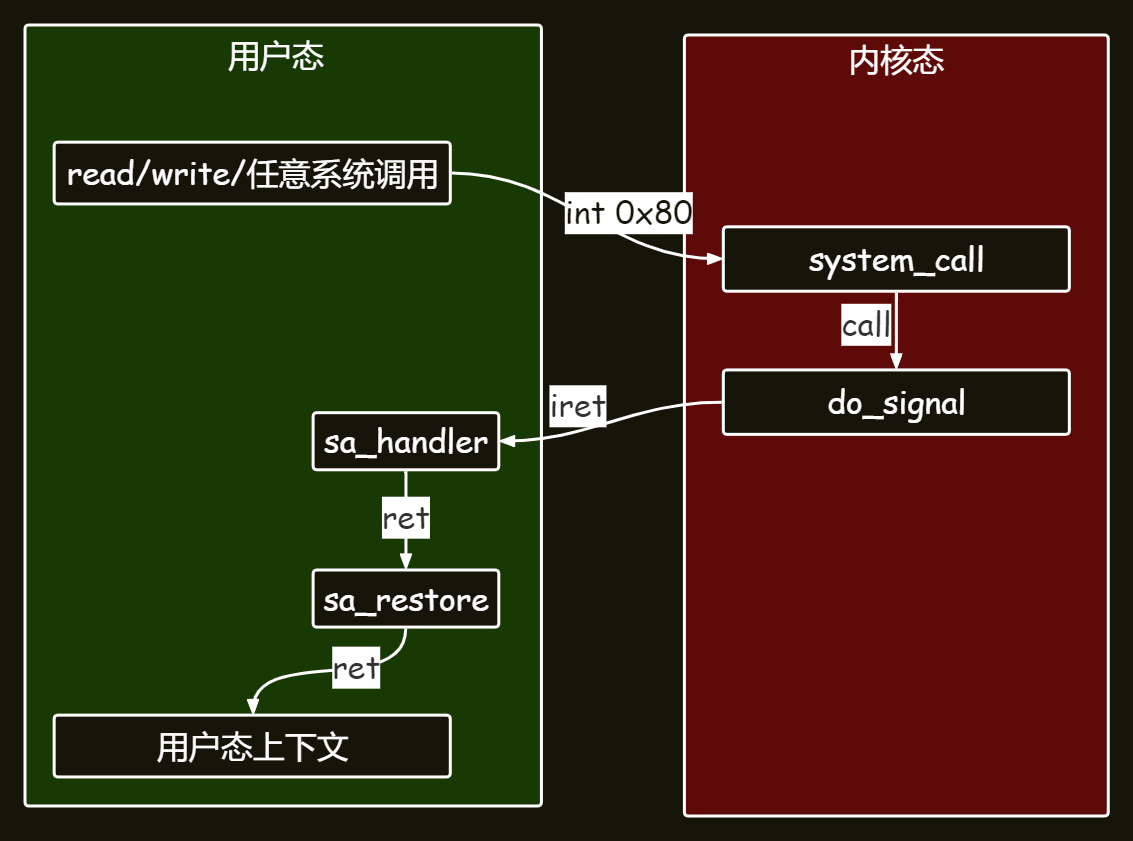 用户态
内核态
read/write/任意系统调用
int 0x80
system_call
call
do_signal
iret
sa_handler
ret
sa_restore
ret
用户态上下文